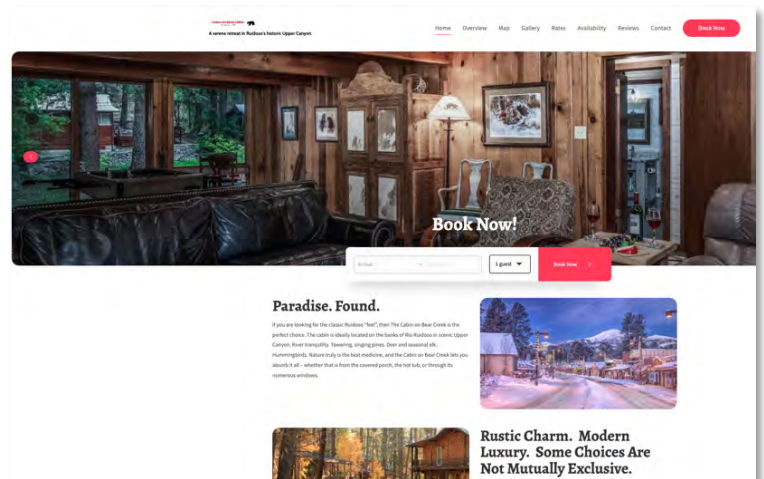 CABIN ON BEAR CREEK
A serene retreat in Ruidoso's historic Upper Canyon
Home Overview Map Gallery Rates Availability Reviews Contact Book Now
Book Now!
Arrival 1 guest Book Now
Paradise. Found.
If you are looking for the classic Ruidoso "feel", then The Cabin on Bear Creek is the
perfect choice. The cabin is ideally located on the banks of Rio Ruidoso in scenic Upper
Canyon. River tranquility. Towering, singing pines. Deer and seasonal elk.
Hummingbirds. Nature truly is the best medicine, and the Cabin on Bear Creek lets you
absorb it all – whether that is from the covered porch, the hot tub, or through its
numerous windows.
Rustic Charm. Modern
Luxury. Some Choices Are
Not Mutually Exclusive.